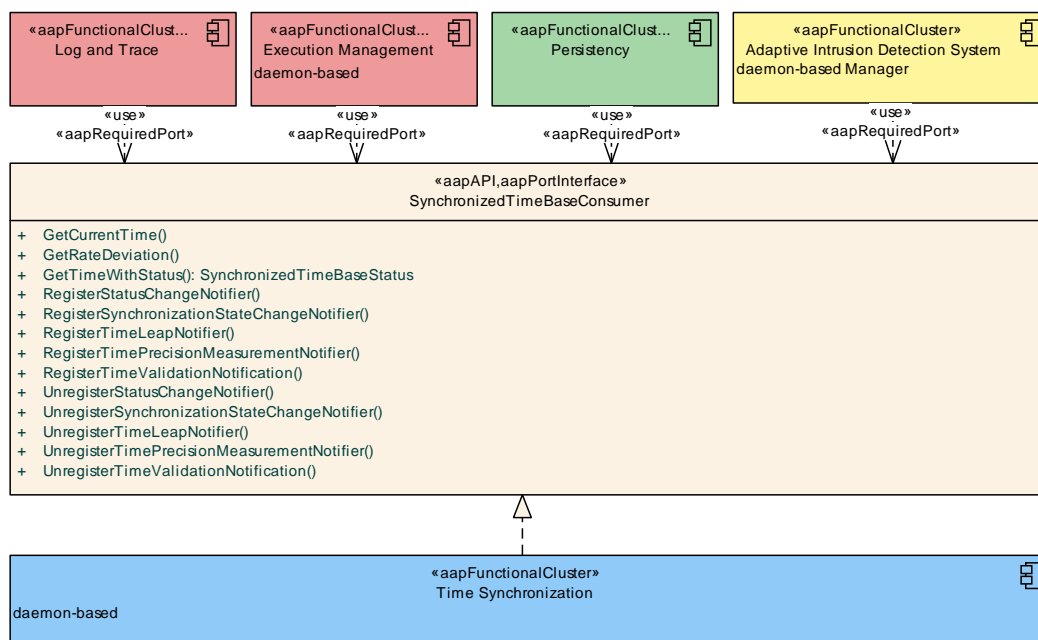 «aapFunctionalClust...
Log and Trace
«aapFunctionalClust...
Execution Management
daemon-based
«aapFunctionalClust...
Persistency
«aapFunctionalCluster»
Adaptive Intrusion Detection System
daemon-based Manager
«use»
«aapRequiredPort»
«use»
«aapRequiredPort»
«use»
«aapRequiredPort»
«use»
«aapRequiredPort»
«aapAPI,aapPortInterface»
SynchronizedTimeBaseConsumer
+ GetCurrentTime()
+ GetRateDeviation()
+ GetTimeWithStatus(): SynchronizedTimeBaseStatus
+ RegisterStatusChangeNotifier()
+ RegisterSynchronizationStateChangeNotifier()
+ RegisterTimeLeapNotifier()
+ RegisterTimePrecisionMeasurementNotifier()
+ RegisterTimeValidationNotification()
+ UnregisterStatusChangeNotifier()
+ UnregisterSynchronizationStateChangeNotifier()
+ UnregisterTimeLeapNotifier()
+ UnregisterTimePrecisionMeasurementNotifier()
+ UnregisterTimeValidationNotification()
«aapFunctionalCluster»
Time Synchronization
daemon-based